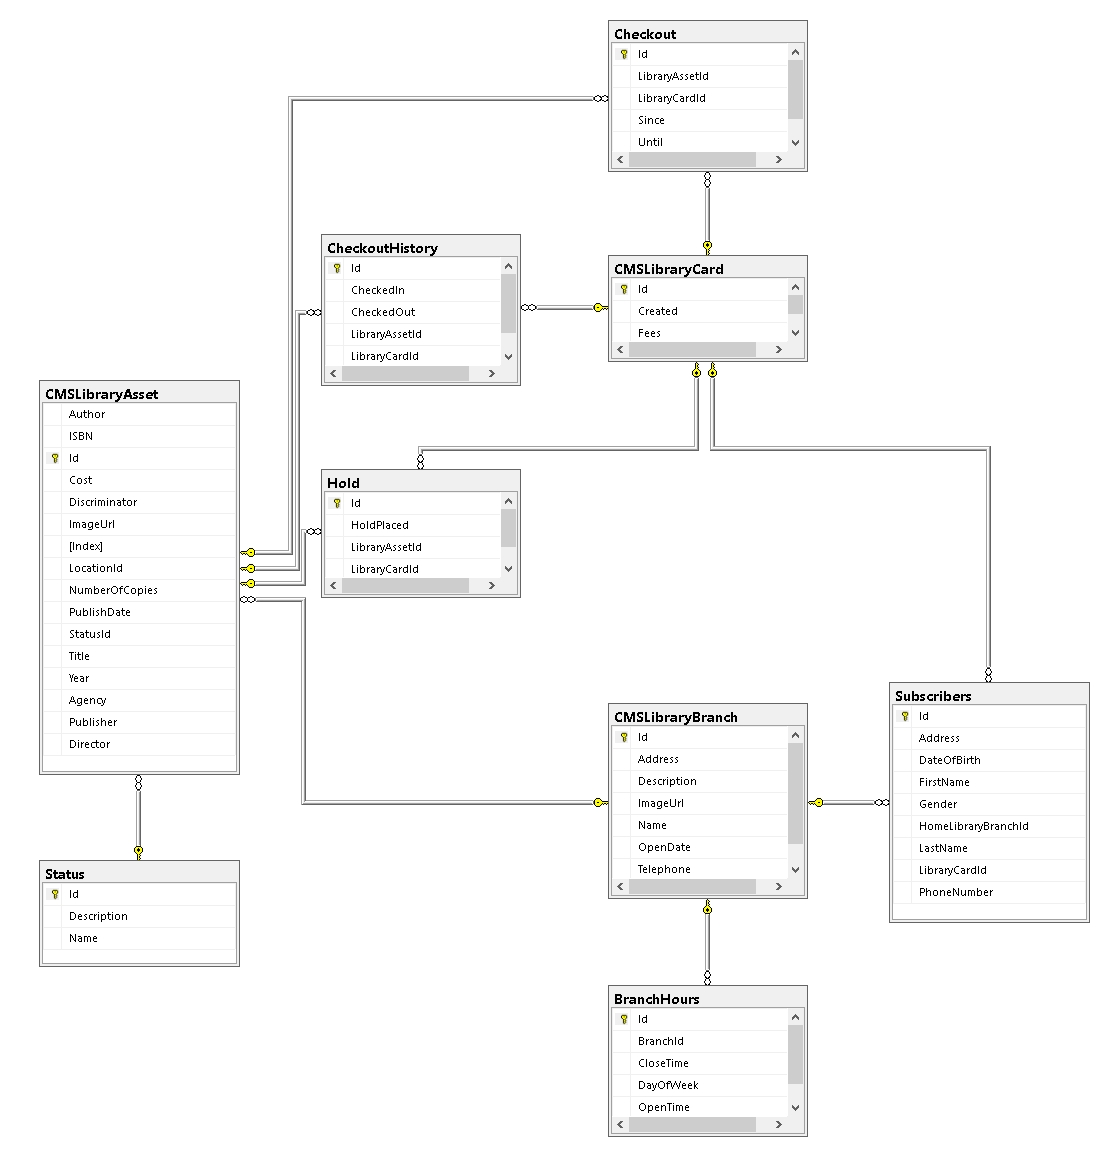 Checkout
Id
LibraryAssetId
LibraryCardId
Since
Until
CheckoutHistory
Id
CheckedIn
CheckedOut
LibraryAssetId
LibraryCardId
CMSLibraryCard
Id
Created
Fees
CMSLibraryAsset
Author
ISBN
Id
Cost
Discriminator
ImageUrl
[Index]
LocationId
NumberOfCopies
PublishDate
StatusId
Title
Year
Agency
Publisher
Director
Hold
Id
HoldPlaced
LibraryAssetId
LibraryCardId
CMSLibraryBranch
Id
Address
Description
ImageUrl
Name
OpenDate
Telephone
Subscribers
Id
Address
DateOfBirth
FirstName
Gender
HomeLibraryBranchId
LastName
LibraryCardId
PhoneNumber
Status
Id
Description
Name
BranchHours
Id
BranchId
CloseTime
DayOfWeek
OpenTime